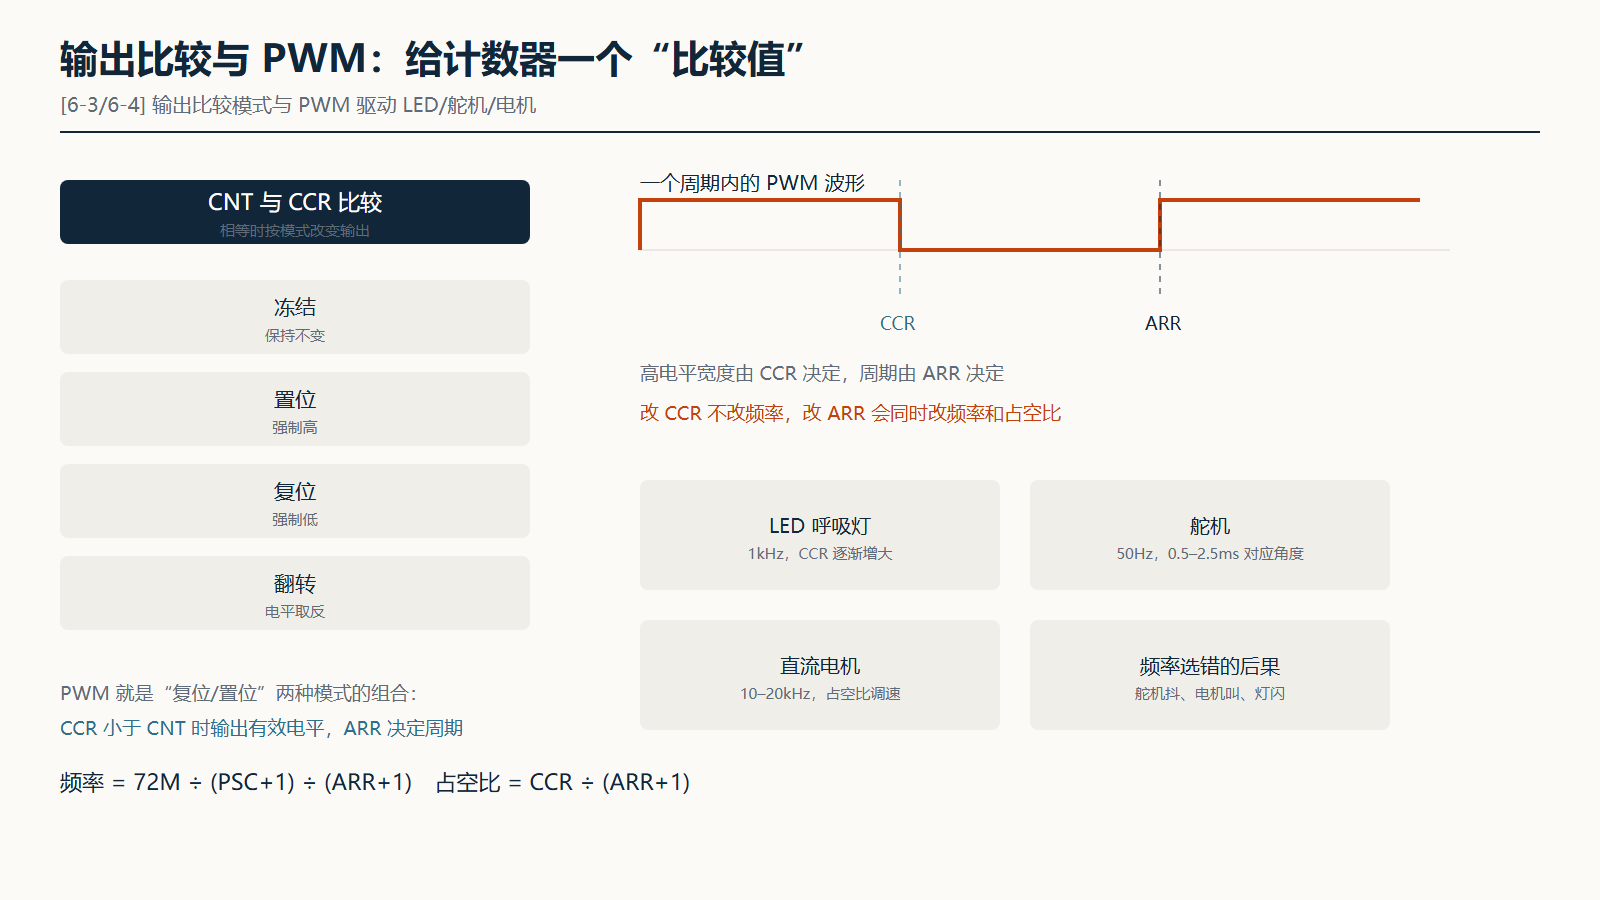 输出比较与 PWM：给计数器一个“比较值”
[6-3/6-4] 输出比较模式与 PWM 驱动 LED/舵机/电机
CNT 与 CCR 比较
相等时按模式改变输出
冻结
保持不变
置位
强制高
复位
强制低
翻转
电平取反
PWM 就是“复位/置位”两种模式的组合：
CCR 小于 CNT 时输出有效电平，ARR 决定周期
频率 = 72M ÷ (PSC+1) ÷ (ARR+1) 占空比 = CCR ÷ (ARR+1)
一个周期内的 PWM 波形
CCR
ARR
高电平宽度由 CCR 决定，周期由 ARR 决定
改 CCR 不改频率，改 ARR 会同时改频率和占空比
LED 呼吸灯
1kHz，CCR 逐渐增大
舵机
50Hz，0.5–2.5ms 对应角度
直流电机
10–20kHz，占空比调速
频率选错的后果
舵机抖、电机叫、灯闪